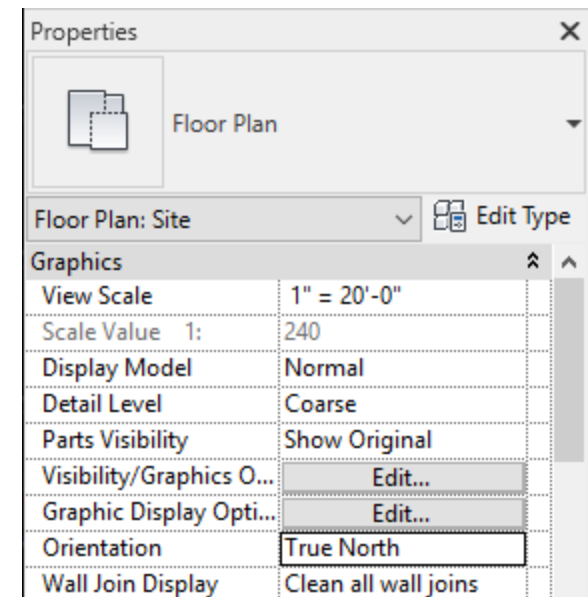 Properties
Floor Plan
Floor Plan: Site Edit Type
Graphics
View Scale 1" = 20'-0"
Scale Value 1: 240
Display Model Normal
Detail Level Coarse
Parts Visibility Show Original
Visibility/Graphics O... Edit...
Graphic Display Opti... Edit...
Orientation True North
Wall Join Display Clean all wall joins